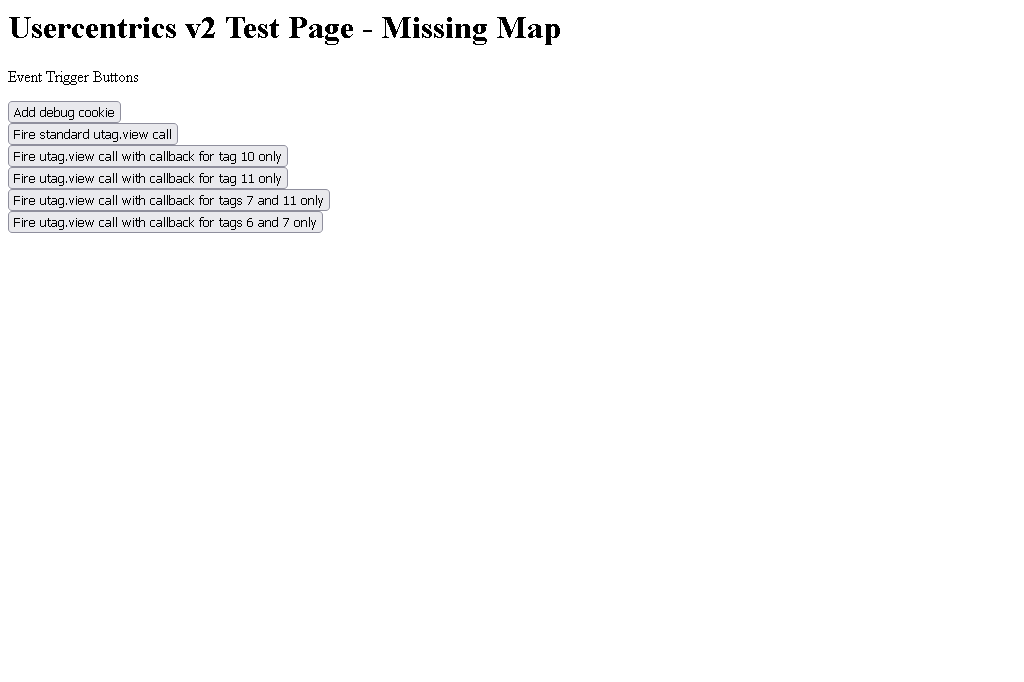 Usercentrics v2 Test Page - Missing Map
Event Trigger Buttons
Add debug cookie
Fire standard utag.view call
Fire utag.view call with callback for tag 10 only
Fire utag.view call with callback for tag 11 only
Fire utag.view call with callback for tags 7 and 11 only
Fire utag.view call with callback for tags 6 and 7 only